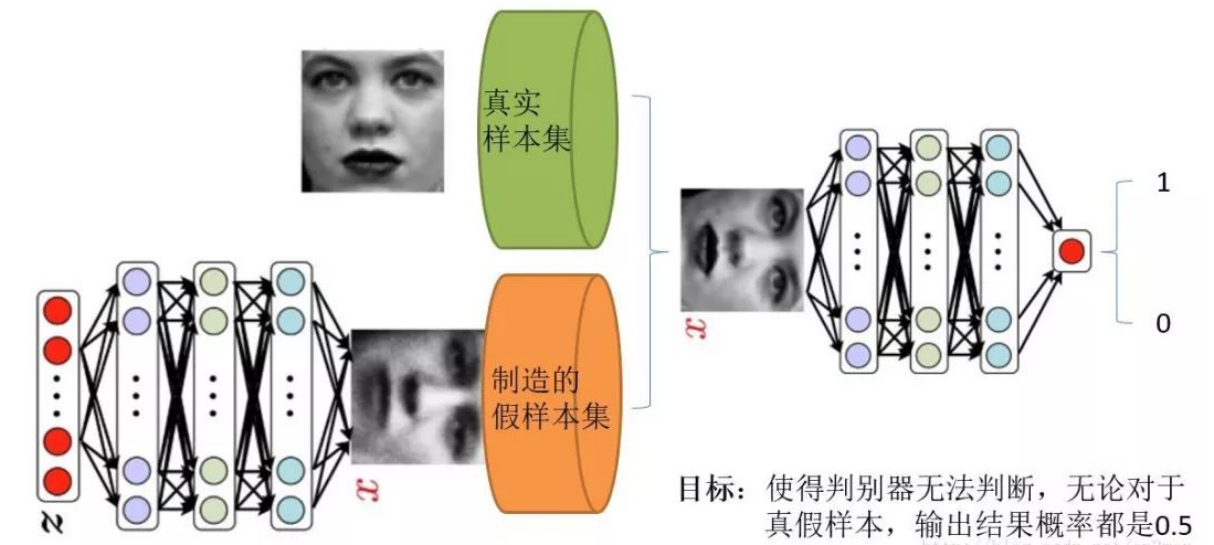 真实
样本集
1
x
0
制造的
假样本集
x
z
目标：使得判别器无法判断，无论对于
真假样本，输出结果概率都是0.5